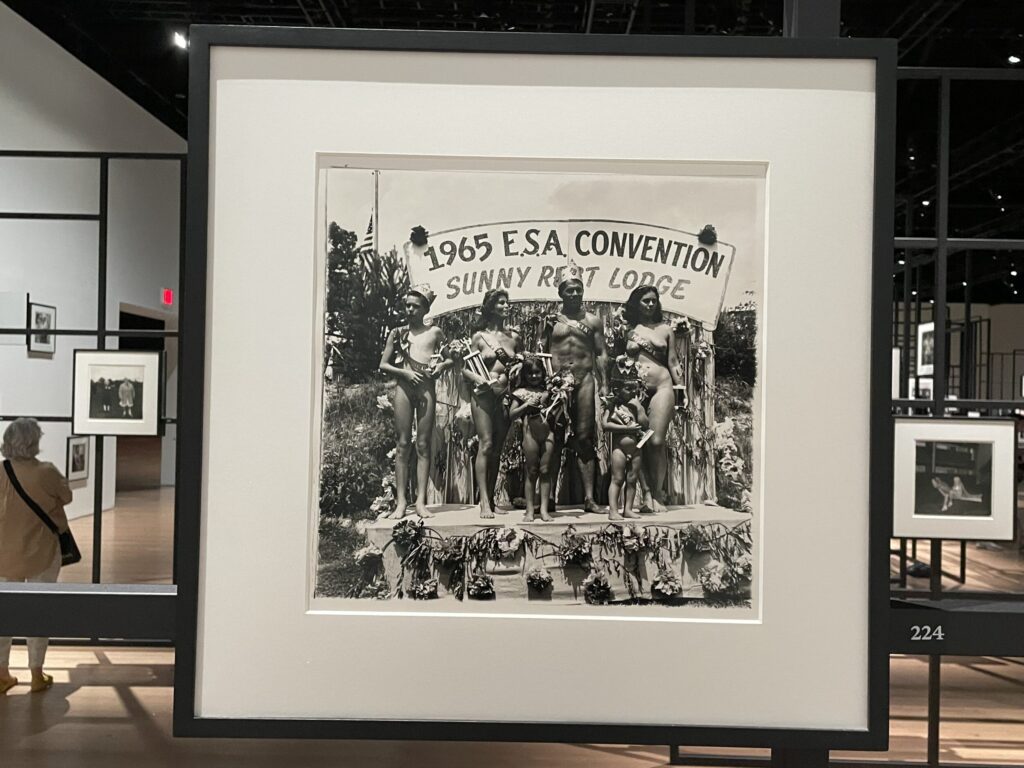 1965 E.S.A. CONVENTION
SUNNY REST LODGE
224